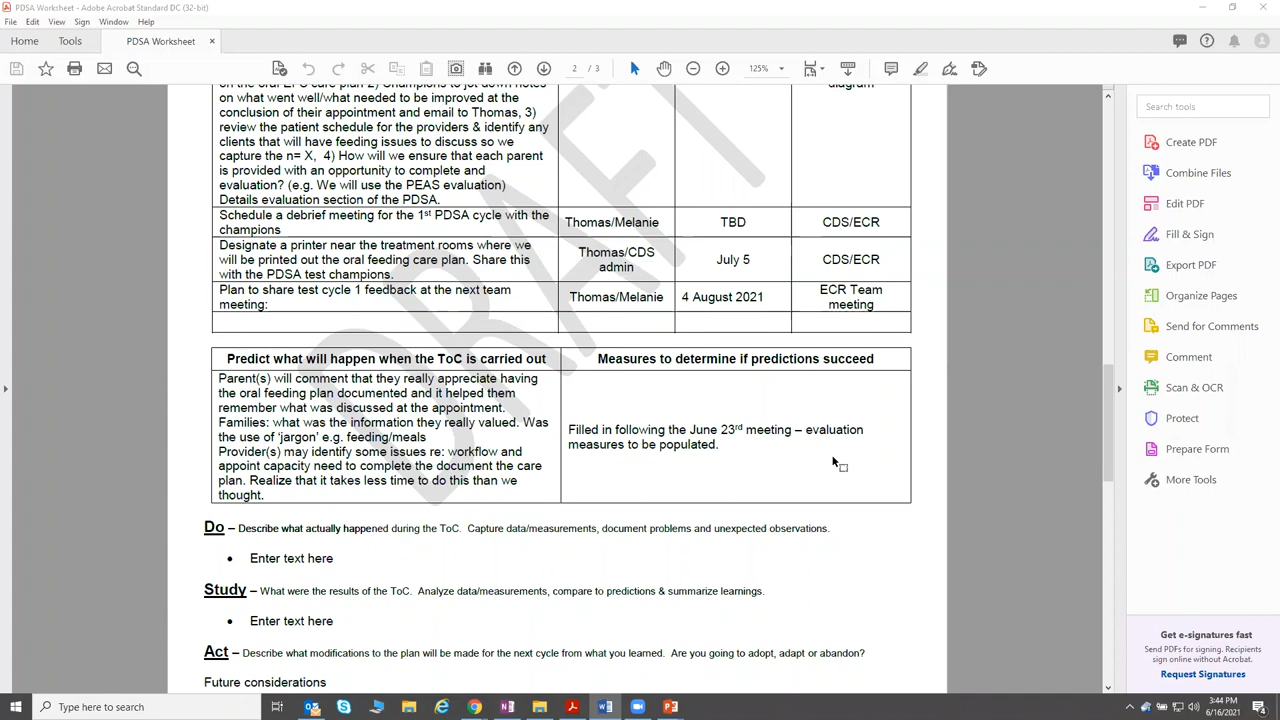 PDSA Worksheet - Adobe Acrobat Standard DC (32-bit)
File Edit View Sign Window Help
Home Tools PDSA Worksheet ×
2 / 3 125%
on what went well/what needed to be improved at the
conclusion of their appointment and email to Thomas, 3)
review the patient schedule for the providers & identify any
clients that will have feeding issues to discuss so we
capture the n= X, 4) How will we ensure that each parent
is provided with an opportunity to complete and
evaluation? (e.g. We will use the PEAS evaluation)
Details evaluation section of the PDSA.
diagram
Schedule a debrief meeting for the 1st PDSA cycle with the
champions
Thomas/Melanie
TBD
CDS/ECR
Designate a printer near the treatment rooms where we
will be printed out the oral feeding care plan. Share this
with the PDSA test champions.
Thomas/CDS
admin
July 5
CDS/ECR
Plan to share test cycle 1 feedback at the next team
meeting:
Thomas/Melanie
4 August 2021
ECR Team
meeting
Predict what will happen when the ToC is carried out
Measures to determine if predictions succeed
Parent(s) will comment that they really appreciate having
the oral feeding plan documented and it helped them
remember what was discussed at the appointment.
Families: what was the information they really valued. Was
the use of ‘jargon’ e.g. feeding/meals
Provider(s) may identify some issues re: workflow and
appoint capacity need to complete the document the care
plan. Realize that it takes less time to do this than we
thought.
Filled in following the June 23rd meeting – evaluation
measures to be populated.
DRAFT
Do – Describe what actually happened during the ToC. Capture data/measurements, document problems and unexpected observations.
• Enter text here
Study – What were the results of the ToC. Analyze data/measurements, compare to predictions & summarize learnings.
• Enter text here
Act – Describe what modifications to the plan will be made for the next cycle from what you learned. Are you going to adopt, adapt or abandon?
Future considerations
Search tools
Create PDF
Combine Files
Edit PDF
Fill & Sign
Export PDF
Organize Pages
Send for Comments
Comment
Scan & OCR
Protect
Prepare Form
More Tools
Get e-signatures fast
Send PDFs for signing. Recipients
sign online without Acrobat.
Request Signatures
Type here to search
3:44 PM
6/16/2021